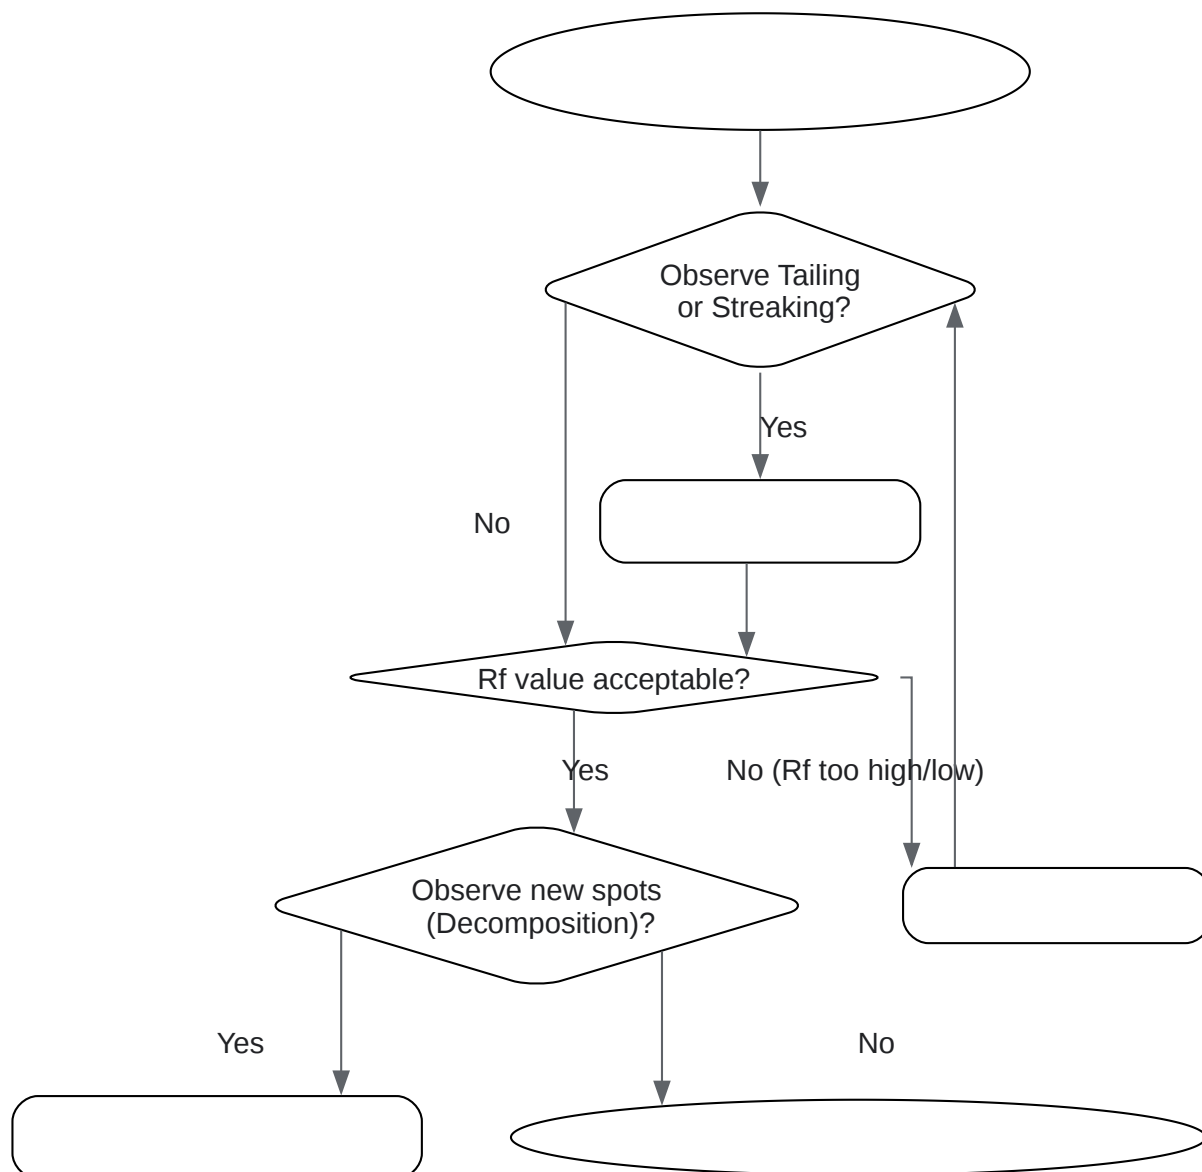 Observe Tailing
or Streaking?
Yes
No
Rf value acceptable?
Yes
No (Rf too high/low)
Observe new spots
(Decomposition)?
Yes
No